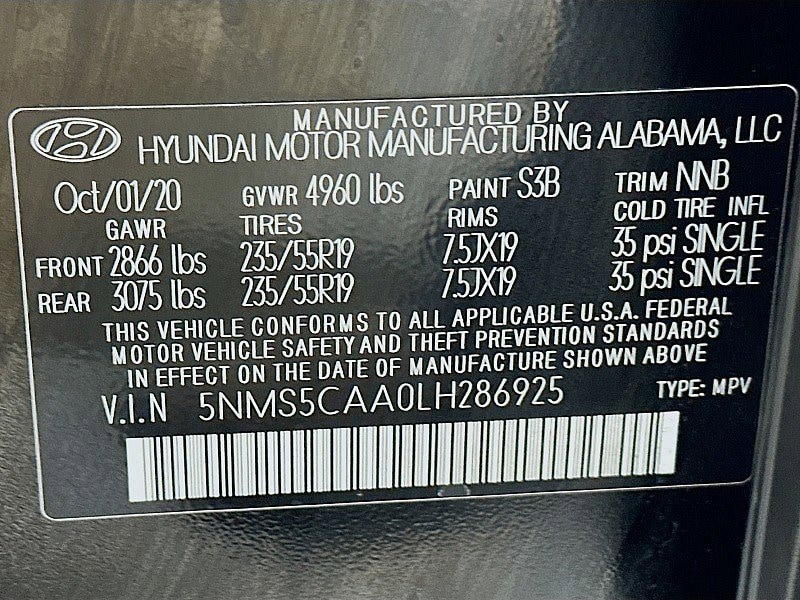 MANUFACTURED BY
HYUNDAI MOTOR MANUFACTURING ALABAMA, LLC
Oct/01/20 GVWR 4960 lbs PAINT S3B TRIM NNB
GAWR TIRES RIMS COLD TIRE INFL
FRONT 2866 lbs 235/55R19 7.5JX19 35 psi SINGLE
REAR 3075 lbs 235/55R19 7.5JX19 35 psi SINGLE
THIS VEHICLE CONFORMS TO ALL APPLICABLE U.S.A. FEDERAL
MOTOR VEHICLE SAFETY AND THEFT PREVENTION STANDARDS
IN EFFECT ON THE DATE OF MANUFACTURE SHOWN ABOVE
V.I.N 5NMS5CAA0LH286925 TYPE: MPV